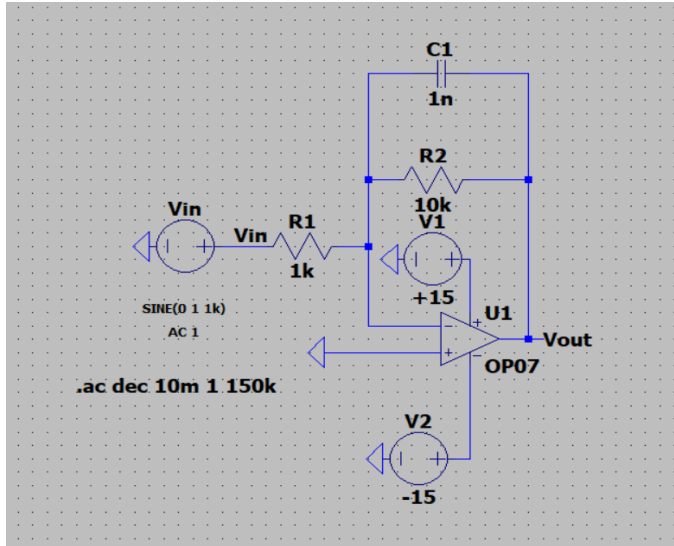 C1
1n
R2
10k
Vin
Vin
R1
1k
V1
+15
SINE(0 1 1k)
AC 1
U1
+
-
-
+
Vout
OP07
.ac dec 10m 1 150k
V2
-15